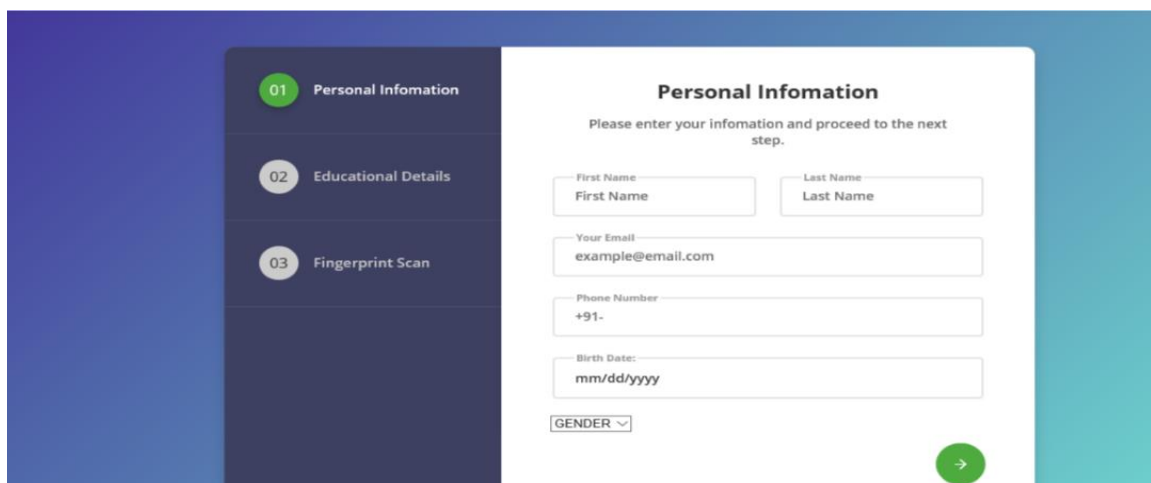 01 Personal Infomation
02 Educational Details
03 Fingerprint Scan
Personal Infomation
Please enter your infomation and proceed to the next
step.
First Name
First Name
Last Name
Last Name
Your Email
example@email.com
Phone Number
+91-
Birth Date:
mm/dd/yyyy
GENDER